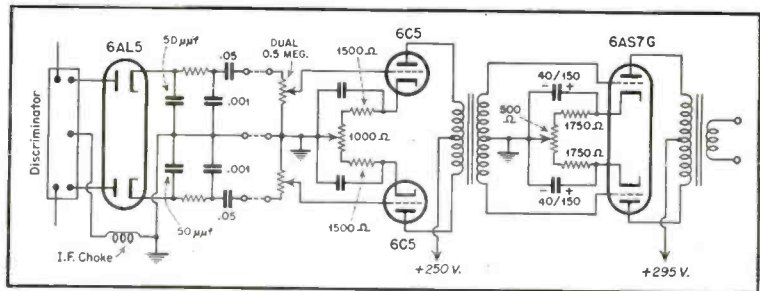 6AL5
50 μμf
.05
DUAL
0.5 MEG.
1500 Ω
6C5
6AS7G
40/150
- +
Discriminator
.001
1000 Ω
500
Ω
1750 Ω
.001
1750 Ω
- +
40/150
50 μμf
.05
1500 Ω
6C5
I.F. Choke
+250 V.
+295 V.